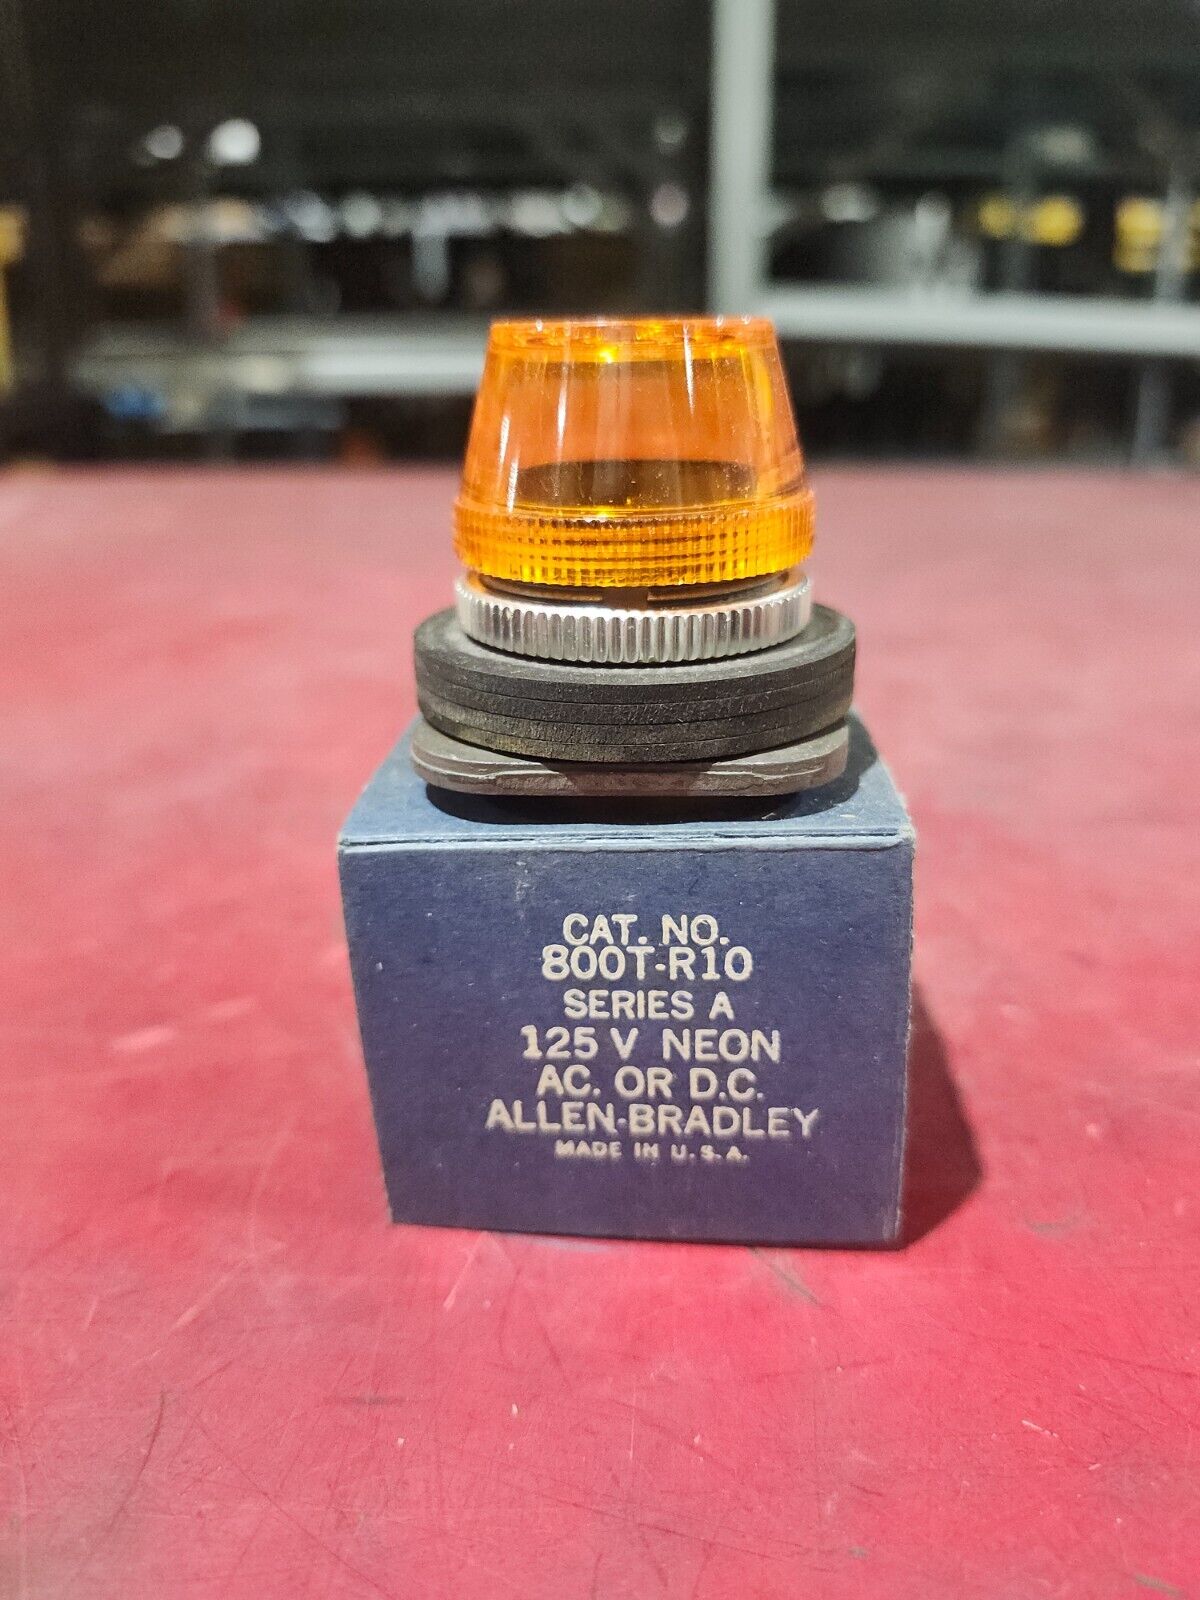 CAT. NO.
800T-R10
SERIES A
125 V NEON
AC. OR D.C.
ALLEN-BRADLEY
MADE IN U.S.A.